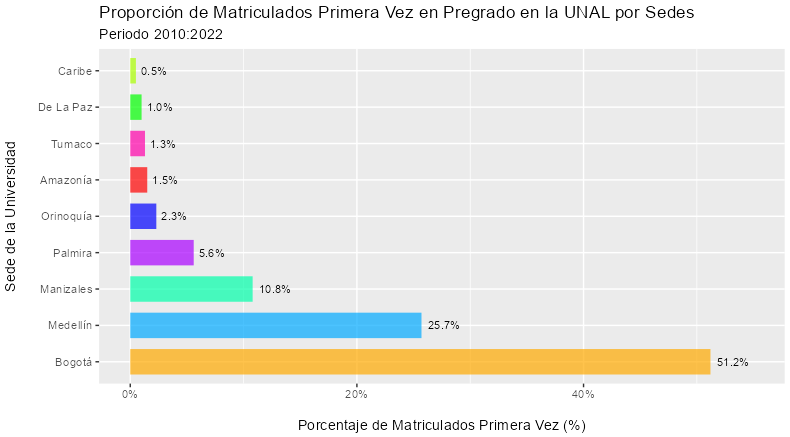 Proporción de Matriculados Primera Vez en Pregrado en la UNAL por Sedes
Periodo 2010:2022
Sede de la Universidad
Caribe 0.5%
De La Paz 1.0%
Tumaco 1.3%
Amazonía 1.5%
Orinoquía 2.3%
Palmira 5.6%
Manizales 10.8%
Medellín 25.7%
Bogotá 51.2%
0% 20% 40%
Porcentaje de Matriculados Primera Vez (%)